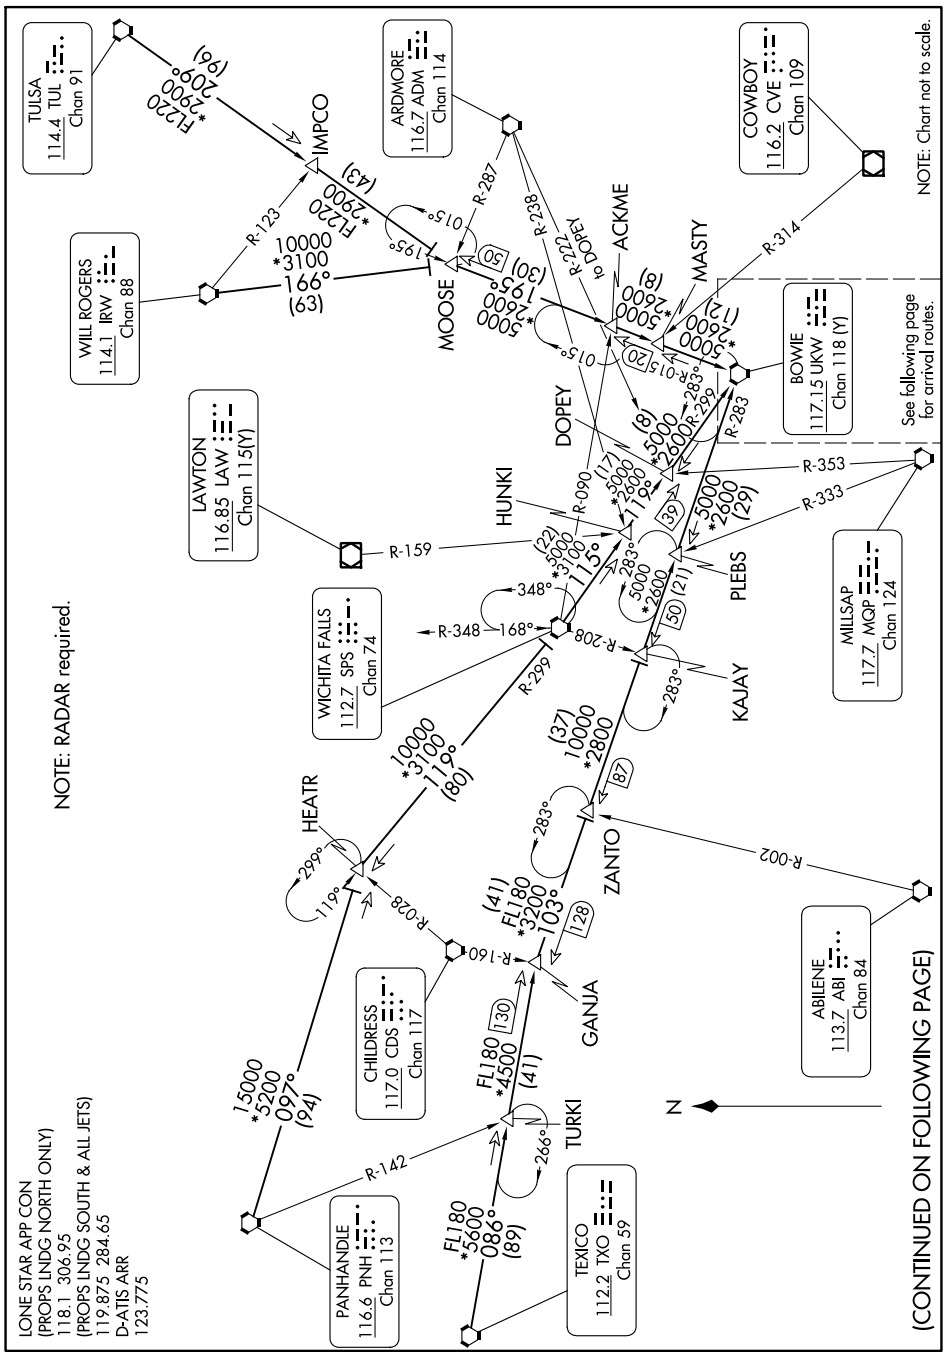 LONE STAR APP CON
(PROPS LNDG NORTH ONLY)
118.1 306.95
(PROPS LNDG SOUTH & ALL JETS)
119.875 284.65
D-ATIS ARR
123.775
NOTE: RADAR required.
PANHANDLE
116.6 PNH
Chan 113
15000
*5200
097°
(94)
R-142
TEXICO
112.2 TXO
Chan 59
FL180
*5600
086°
(89)
TURKI
266°
FL180
*4500
(41)
130
GANJA
CHILDRESS
117.0 CDS
Chan 117
R-160
R-028
HEATR
299°
119°
10000
*3100
119°
(80)
R-299
128
(41)
FL180
*3200
103°
ZANTO
283°
87
R-002
ABILENE
113.7 ABI
Chan 84
(37)
10000
*2800
KAJAY
283°
WICHITA FALLS
112.7 SPS
Chan 74
R-348
168°
348°
R-208
R-090
50
(21)
5000
*2600
283°
PLEBS
LAWTON
116.85 LAW
Chan 115(Y)
R-159
(22)
5000
*3100
115°
HUNKI
(17)
5000
*2600
119°
39
DOPEY
(8)
5000
*2600
R-299
283°
5000
*2600
(29)
R-283
R-353
R-333
MILLSAP
117.7 MQP
Chan 124
WILL ROGERS
114.1 IRW
Chan 88
R-123
10000
*3100
166°
(63)
TULSA
114.4 TUL
Chan 91
(96)
209°
*2900
FL220
IMPCO
(43)
*2900
FL220
015°
195°
MOOSE
50
R-287
ARDMORE
116.7 ADM
Chan 114
R-238
R-222
to DOPEY
(30)
195°
*2600
5000
015°
20
ACKME
(8)
*2600
5000
MASTY
R-015
(12)
*2600
5000
R-314
COWBOY
116.2 CVE
Chan 109
BOWIE
117.15 UKW
Chan 118 (Y)
See following page
for arrival routes.
NOTE: Chart not to scale.
N
(CONTINUED ON FOLLOWING PAGE)